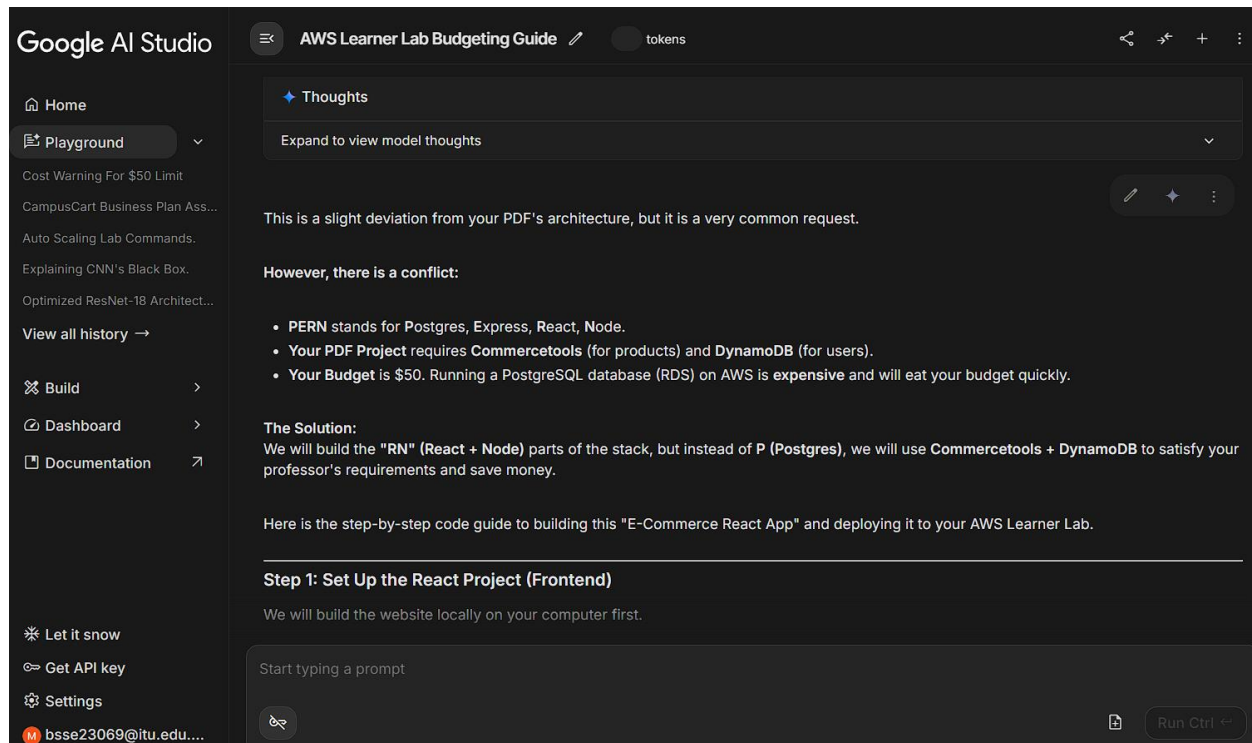 Google AI Studio
Home
Playground
Cost Warning For $50 Limit
CampusCart Business Plan Ass...
Auto Scaling Lab Commands.
Explaining CNN's Black Box.
Optimized ResNet-18 Architect...
View all history →
Build
Dashboard
Documentation
Let it snow
Get API key
Settings
M bsse23069@itu.edu....
AWS Learner Lab Budgeting Guide
tokens
Thoughts
Expand to view model thoughts
This is a slight deviation from your PDF's architecture, but it is a very common request.
However, there is a conflict:
• PERN stands for Postgres, Express, React, Node.
• Your PDF Project requires Commercetools (for products) and DynamoDB (for users).
• Your Budget is $50. Running a PostgreSQL database (RDS) on AWS is expensive and will eat your budget quickly.
The Solution:
We will build the "RN" (React + Node) parts of the stack, but instead of P (Postgres), we will use Commercetools + DynamoDB to satisfy your
professor's requirements and save money.
Here is the step-by-step code guide to building this "E-Commerce React App" and deploying it to your AWS Learner Lab.
Step 1: Set Up the React Project (Frontend)
We will build the website locally on your computer first.
Start typing a prompt
Run Ctrl ↵